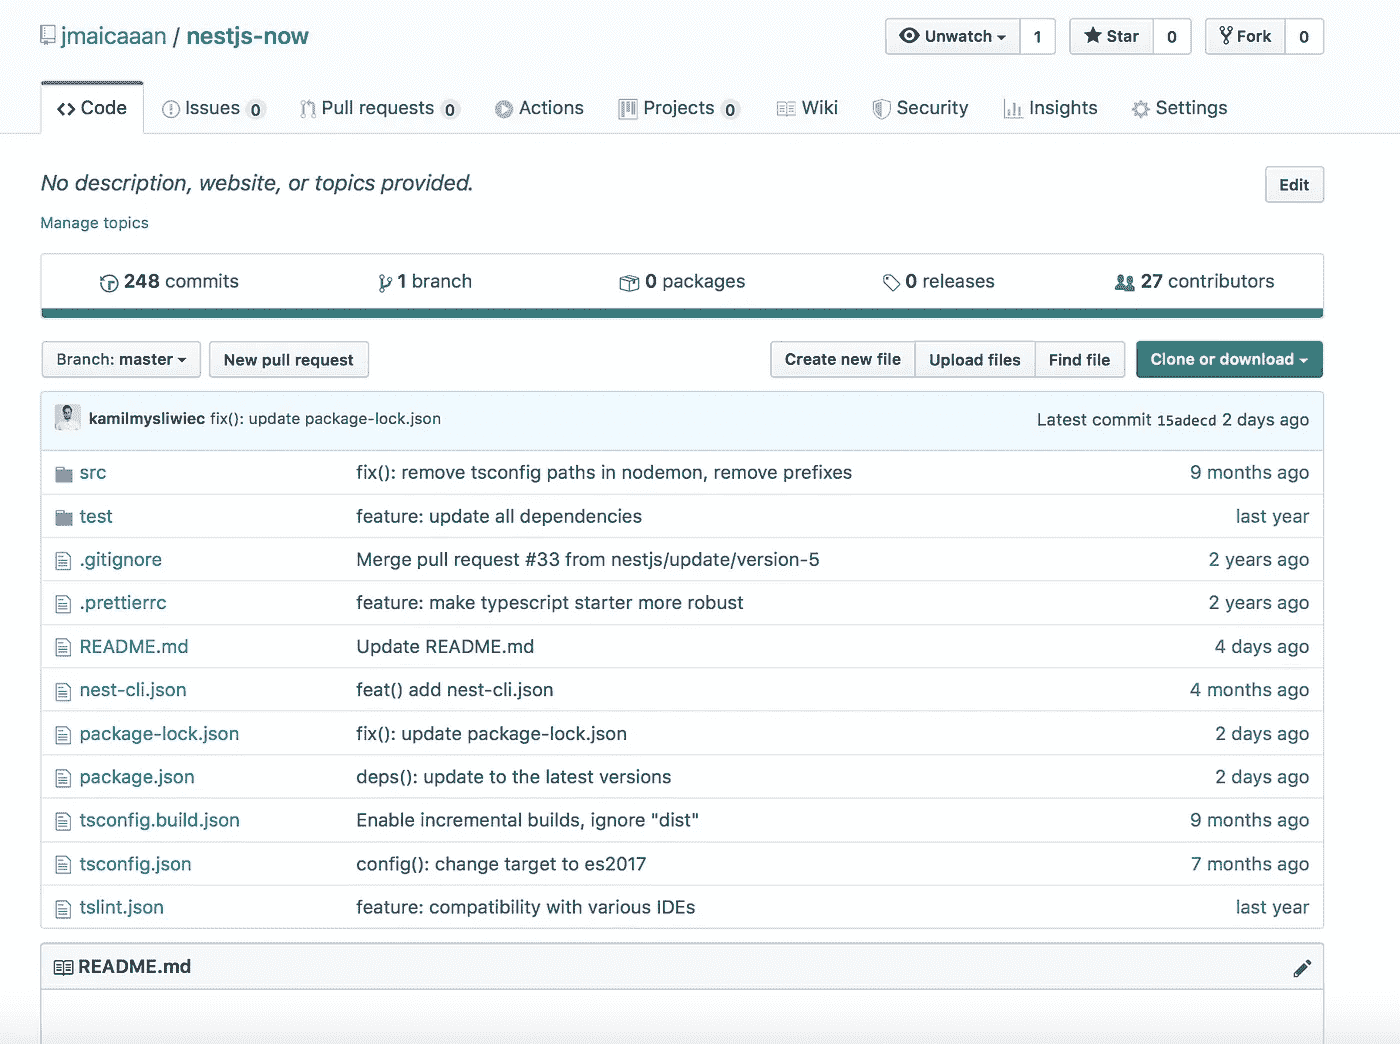 jmaicaaan / nestjs-now
Unwatch 1 Star 0 Fork 0
Code Issues 0 Pull requests 0 Actions Projects 0 Wiki Security Insights Settings
No description, website, or topics provided. Edit
Manage topics
248 commits 1 branch 0 packages 0 releases 27 contributors
Branch: master New pull request Create new file Upload files Find file Clone or download
kamilmysliwiec fix(): update package-lock.json Latest commit 15adecd 2 days ago
src fix(): remove tsconfig paths in nodemon, remove prefixes 9 months ago
test feature: update all dependencies last year
.gitignore Merge pull request #33 from nestjs/update/version-5 2 years ago
.prettierrc feature: make typescript starter more robust 2 years ago
README.md Update README.md 4 days ago
nest-cli.json feat() add nest-cli.json 4 months ago
package-lock.json fix(): update package-lock.json 2 days ago
package.json deps(): update to the latest versions 2 days ago
tsconfig.build.json Enable incremental builds, ignore "dist" 9 months ago
tsconfig.json config(): change target to es2017 7 months ago
tslint.json feature: compatibility with various IDEs last year
README.md